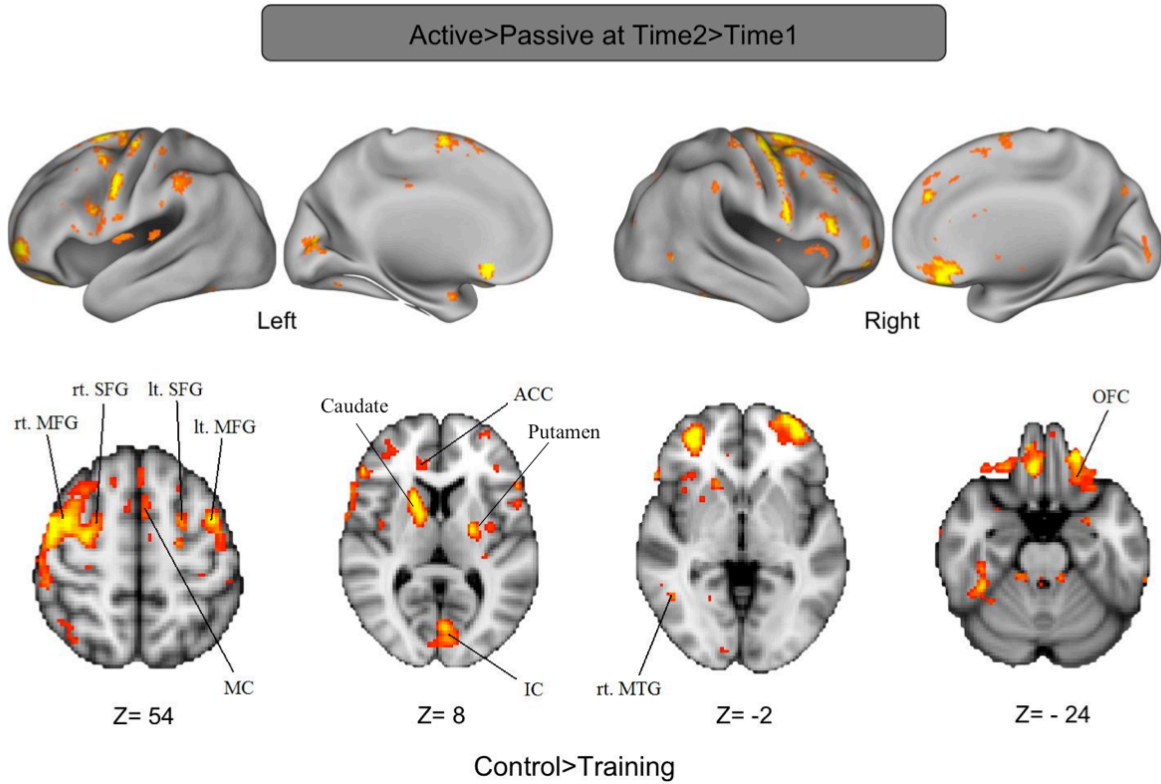 Active>Passive at Time2>Time1
Left
Right
rt. SFG
lt. SFG
rt. MFG
lt. MFG
MC
Z= 54
Caudate
ACC
Putamen
IC
Z= 8
rt. MTG
Z= -2
OFC
Z= - 24
Control>Training